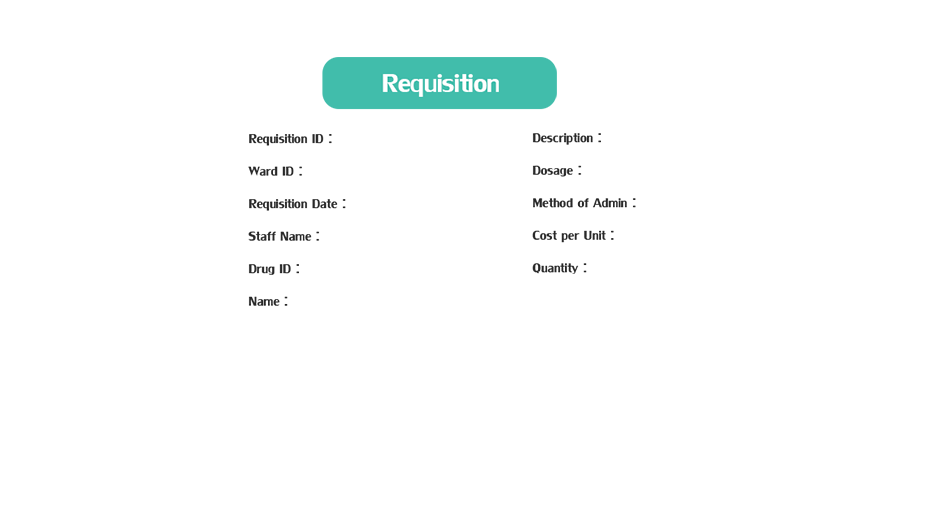 Requisition
Requisition ID :
Ward ID :
Requisition Date :
Staff Name :
Drug ID :
Name :
Description :
Dosage :
Method of Admin :
Cost per Unit :
Quantity :